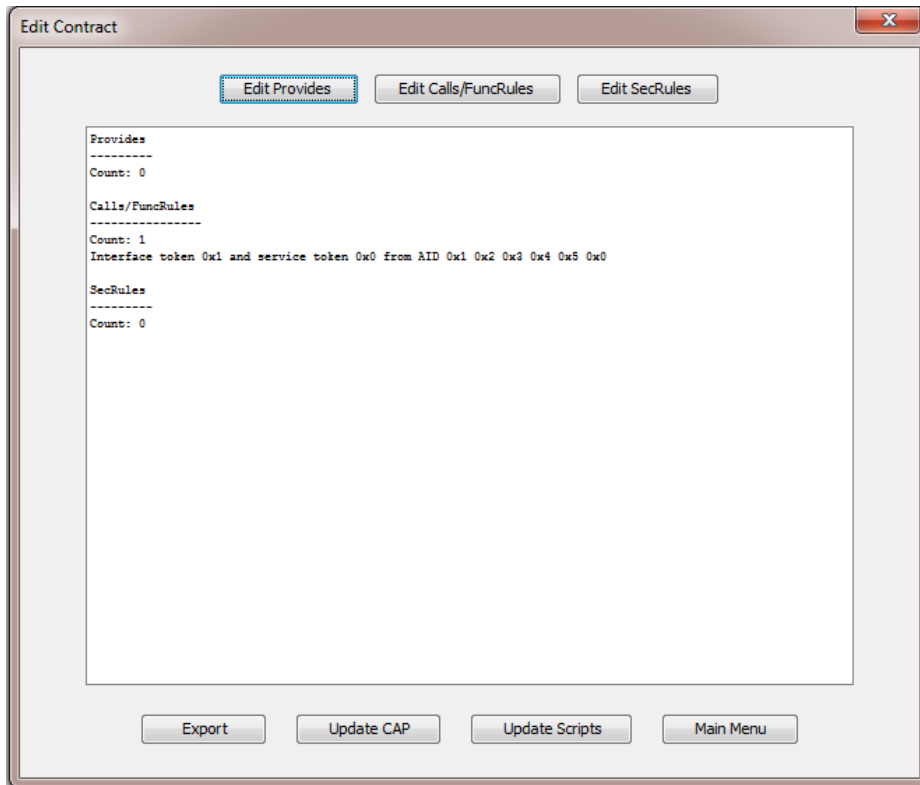 Edit Contract
Edit Provides Edit Calls/FuncRules Edit SecRules
Provides
---------
Count: 0
Calls/FuncRules
----------------
Count: 1
Interface token 0x1 and service token 0x0 from AID 0x1 0x2 0x3 0x4 0x5 0x0
SecRules
---------
Count: 0
Export Update CAP Update Scripts Main Menu